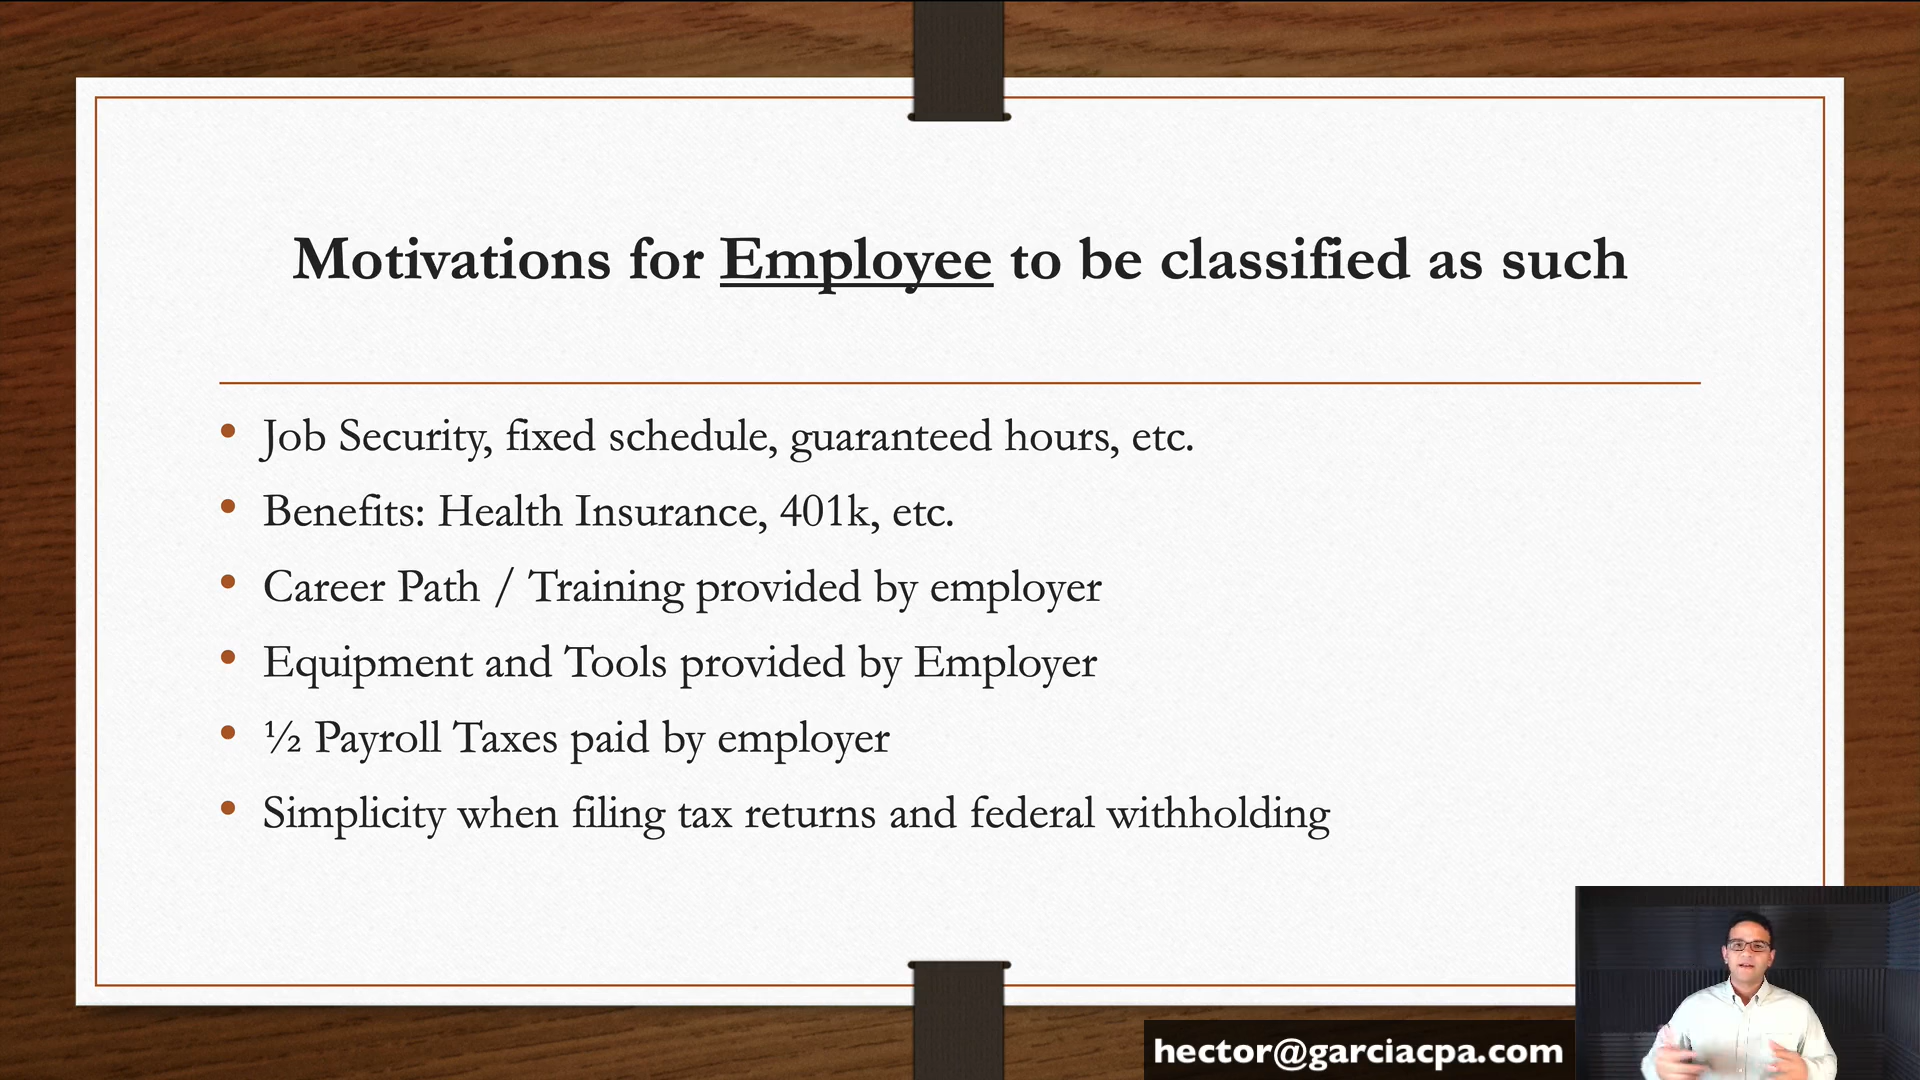 Motivations for Employee to be classified as such
• Job Security, fixed schedule, guaranteed hours, etc.
• Benefits: Health Insurance, 401k, etc.
• Career Path / Training provided by employer
• Equipment and Tools provided by Employer
• ½ Payroll Taxes paid by employer
• Simplicity when filing tax returns and federal withholding
hector@garciacpa.com